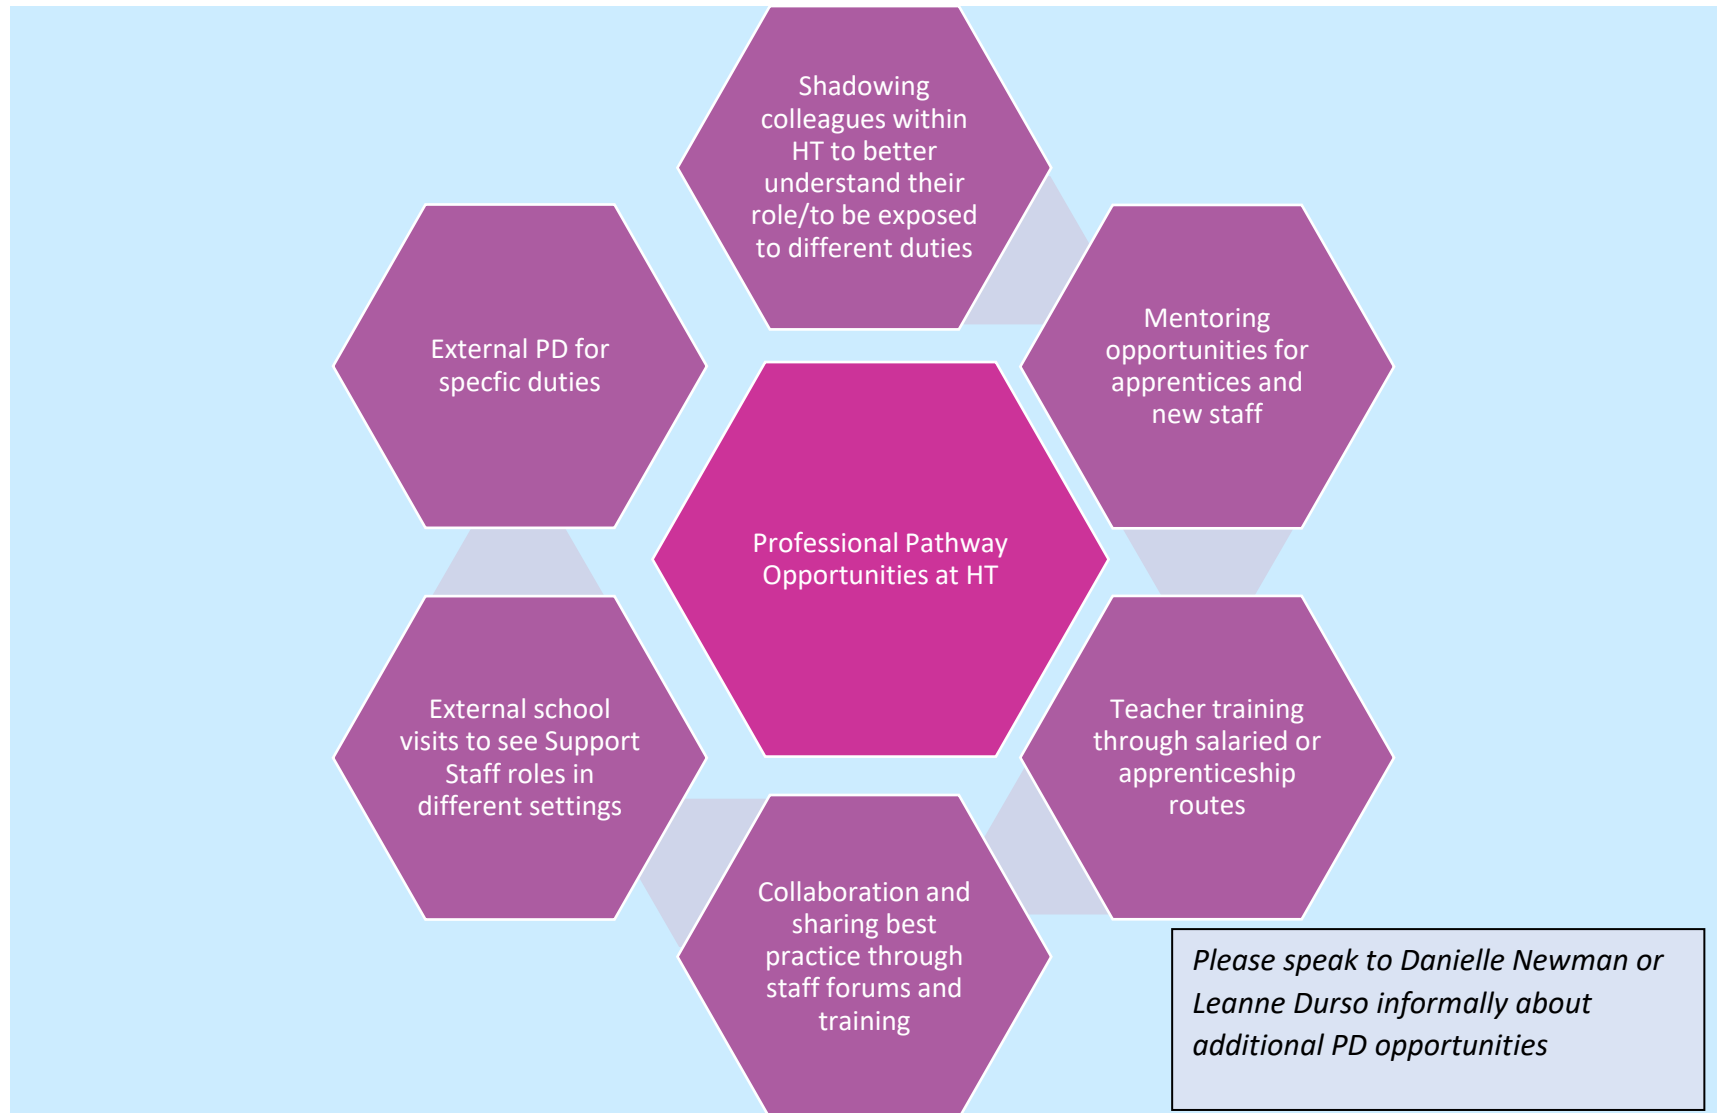 Shadowing
colleagues within
HT to better
understand their
role/to be exposed
to different duties
Mentoring
opportunities for
apprentices and
new staff
Teacher training
through salaried or
apprenticeship
routes
Collaboration and
sharing best
practice through
staff forums and
training
External school
visits to see Support
Staff roles in
different settings
External PD for
specfic duties
Professional Pathway
Opportunities at HT
Please speak to Danielle Newman or
Leanne Durso informally about
additional PD opportunities